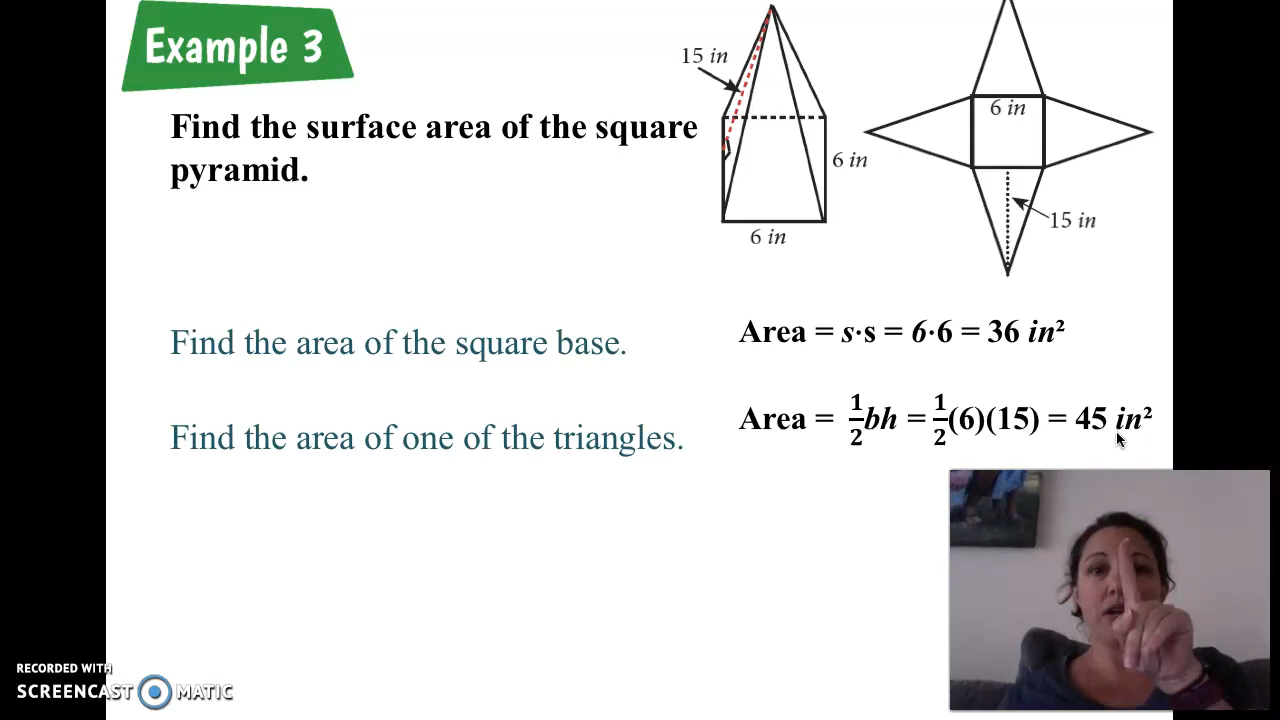 Example 3
Find the surface area of the square
pyramid.
15 in
6 in
6 in
6 in
15 in
Find the area of the square base.
Area = s·s = 6·6 = 36 in²
Find the area of one of the triangles.
Area = 1/2 bh = 1/2 (6)(15) = 45 in²
RECORDED WITH
SCREENCAST MATIC